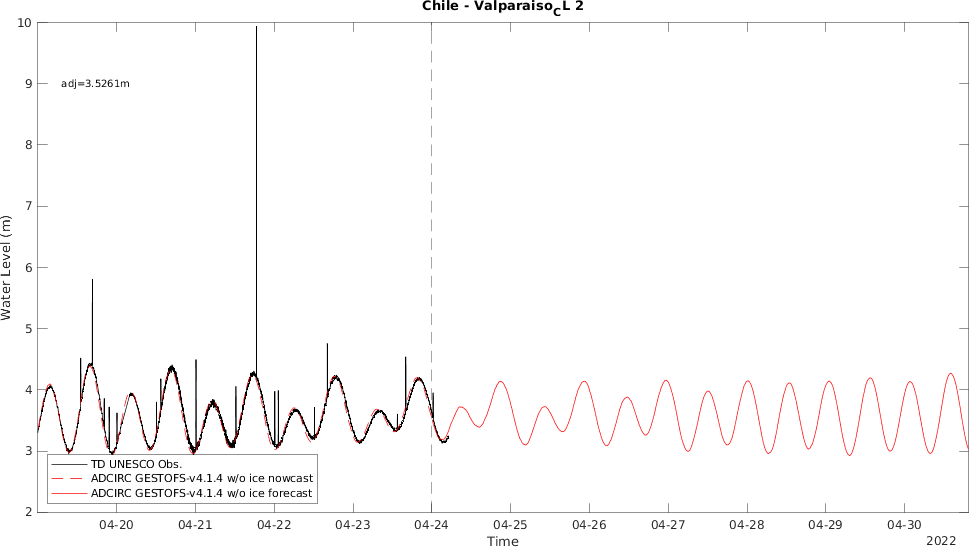 Chile - Valparaiso_CL 2
10
adj=3.5261m
9
8
7
6
5
4
3
2
Water Level (m)
TD UNESCO Obs.
ADCIRC GESTOFS-v4.1.4 w/o ice nowcast
ADCIRC GESTOFS-v4.1.4 w/o ice forecast
04-20 04-21 04-22 04-23 04-24 04-25 04-26 04-27 04-28 04-29 04-30
Time
2022